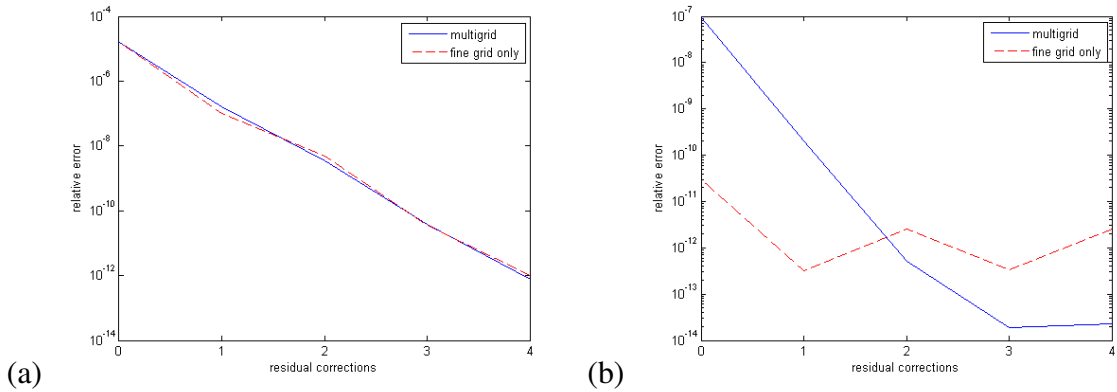 10^-4
10^-6
10^-8
10^-10
10^-12
10^-14
relative error
0 1 2 3 4
residual corrections
multigrid
fine grid only
(a)
10^-7
10^-8
10^-9
10^-10
10^-11
10^-12
10^-13
10^-14
relative error
0 1 2 3 4
residual corrections
multigrid
fine grid only
(b)